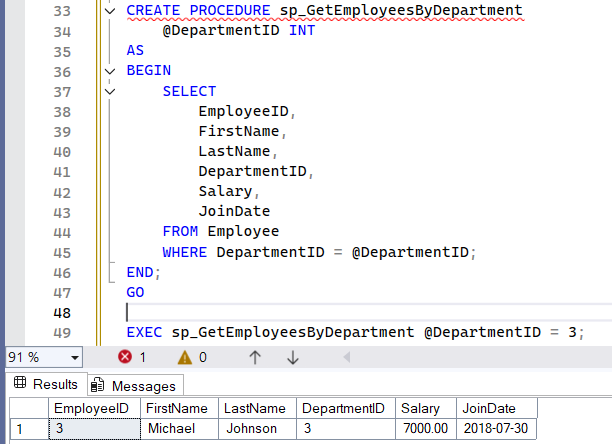 33 CREATE PROCEDURE sp_GetEmployeesByDepartment
34 @DepartmentID INT
35 AS
36 BEGIN
37 SELECT
38 EmployeeID,
39 FirstName,
40 LastName,
41 DepartmentID,
42 Salary,
43 JoinDate
44 FROM Employee
45 WHERE DepartmentID = @DepartmentID;
46 END;
47 GO
48
49 EXEC sp_GetEmployeesByDepartment @DepartmentID = 3;
91 % 1 0
Results Messages
EmployeeID FirstName LastName DepartmentID Salary JoinDate
1 3 Michael Johnson 3 7000.00 2018-07-30